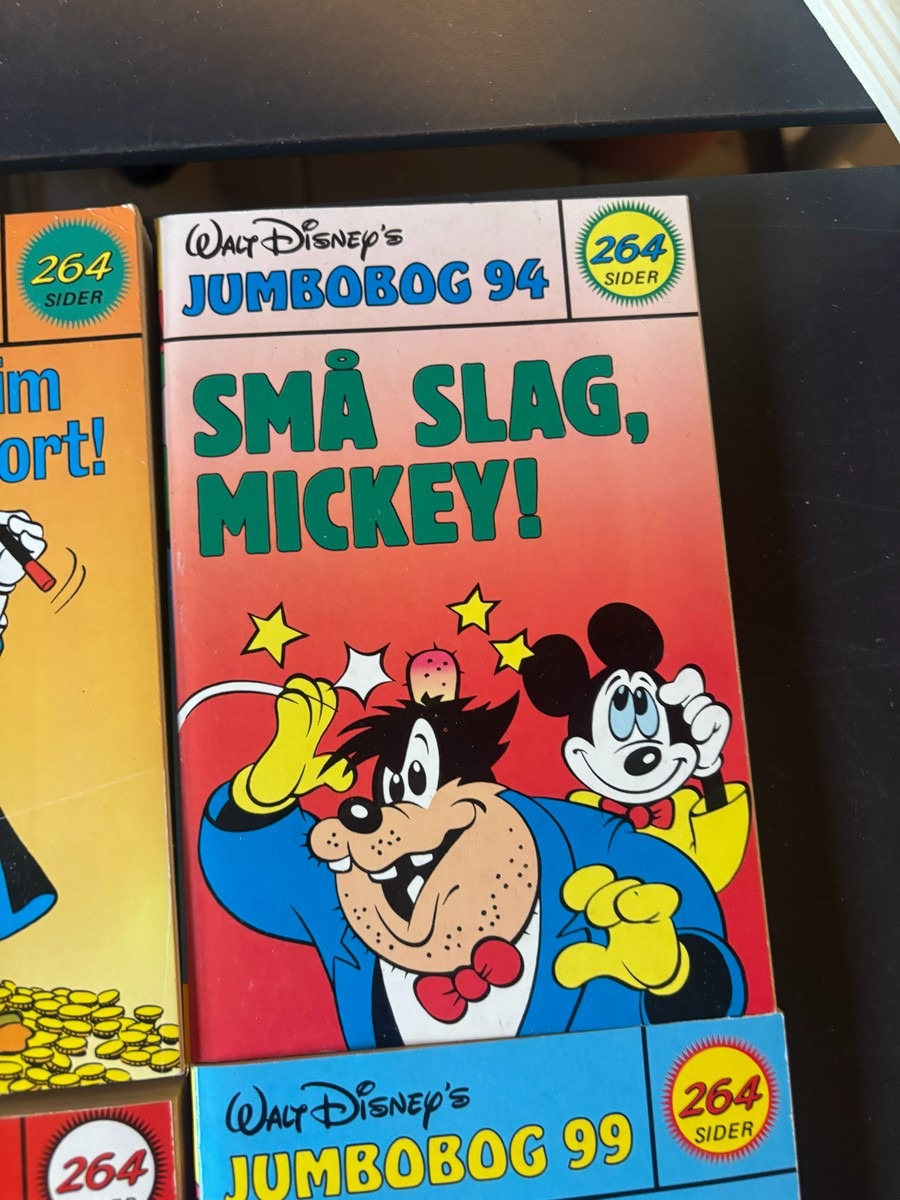 264
SIDER
im
ort!
WALT DISNEY'S
JUMBOBOG 94
264
SIDER
SMÅ SLAG,
MICKEY!
264
WALT DISNEY'S
JUMBOBOG 99
264
SIDER